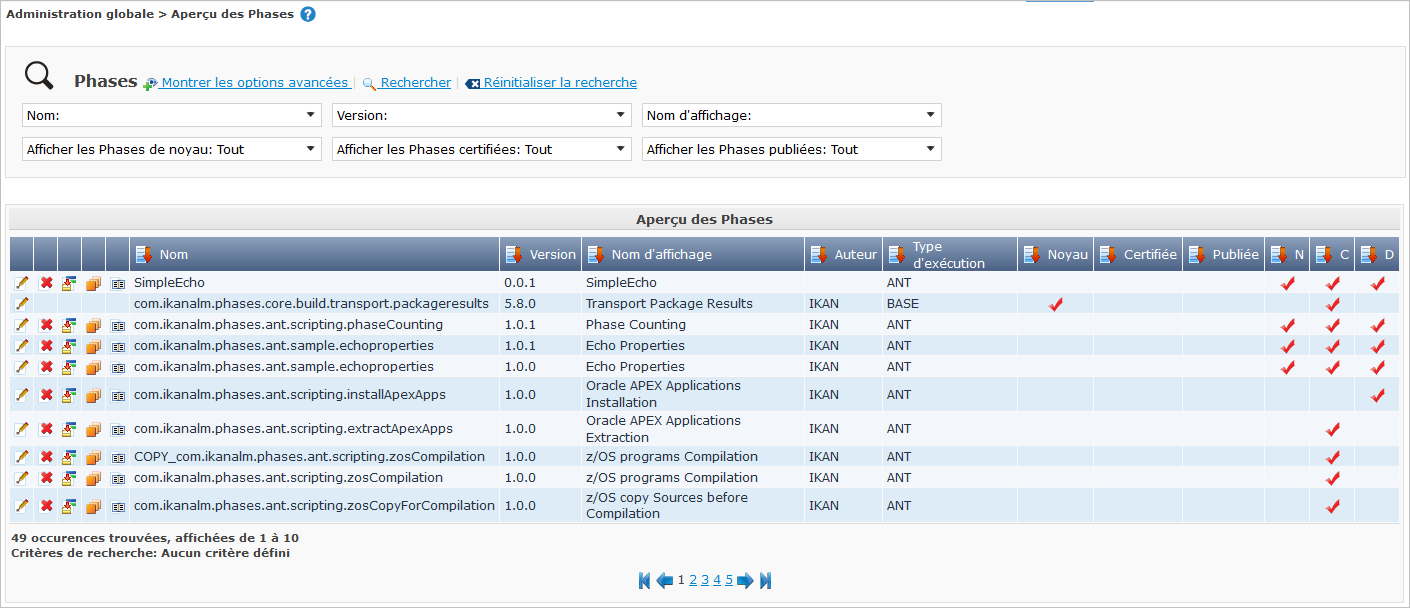 Administration globale > Aperçu des Phases ?
Phases Montrer les options avancées | Rechercher | Réinitialiser la recherche
Nom: Version: Nom d'affichage:
Afficher les Phases de noyau: Tout Afficher les Phases certifiées: Tout Afficher les Phases publiées: Tout
Aperçu des Phases
Nom Version Nom d'affichage Auteur Type d'exécution Noyau Certifiée Publiée N C D
SimpleEcho 0.0.1 SimpleEcho ANT
com.ikanalm.phases.core.build.transport.packageresults 5.8.0 Transport Package Results IKAN BASE
com.ikanalm.phases.ant.scripting.phaseCounting 1.0.1 Phase Counting IKAN ANT
com.ikanalm.phases.ant.sample.echoproperties 1.0.1 Echo Properties IKAN ANT
com.ikanalm.phases.ant.sample.echoproperties 1.0.0 Echo Properties IKAN ANT
com.ikanalm.phases.ant.scripting.installApexApps 1.0.0 Oracle APEX Applications Installation IKAN ANT
com.ikanalm.phases.ant.scripting.extractApexApps 1.0.0 Oracle APEX Applications Extraction IKAN ANT
COPY_com.ikanalm.phases.ant.scripting.zosCompilation 1.0.0 z/OS programs Compilation IKAN ANT
com.ikanalm.phases.ant.scripting.zosCompilation 1.0.0 z/OS programs Compilation IKAN ANT
com.ikanalm.phases.ant.scripting.zosCopyForCompilation 1.0.0 z/OS copy Sources before Compilation IKAN ANT
49 occurences trouvées, affichées de 1 à 10
Critères de recherche: Aucun critère défini
1 2 3 4 5